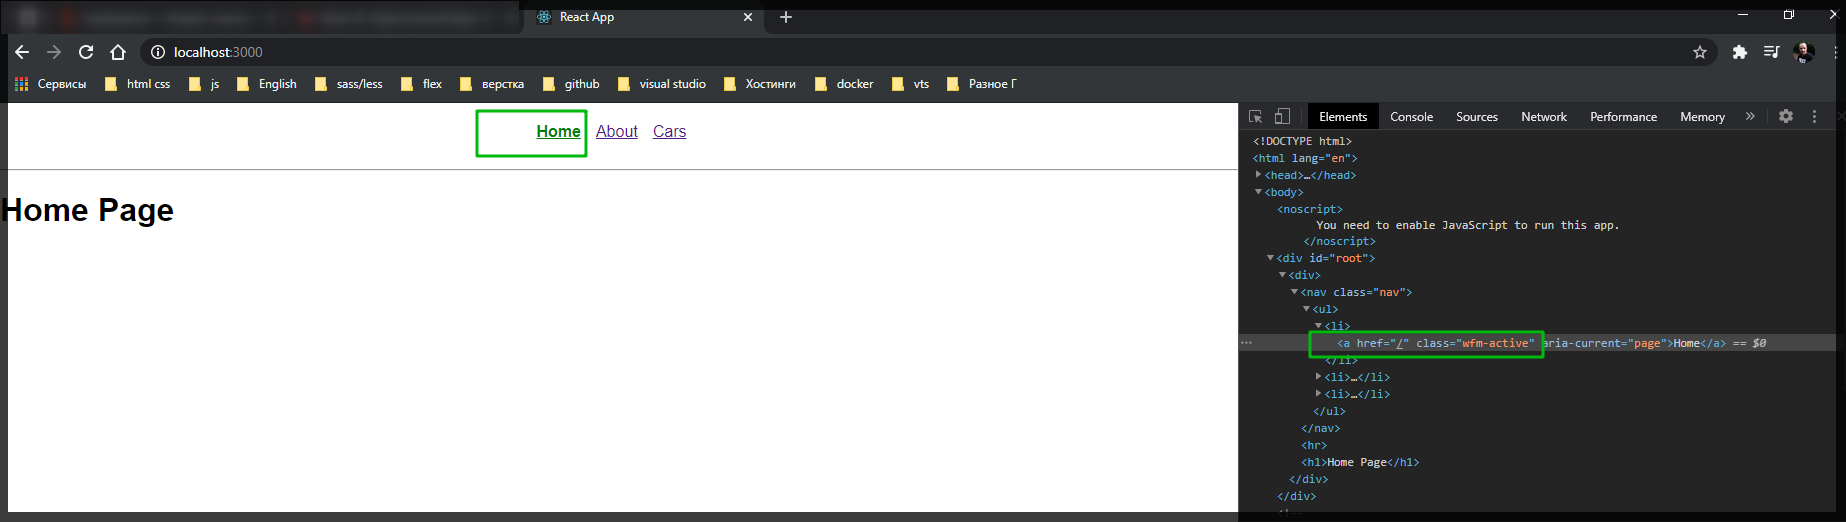 React App
localhost:3000
Сервисы html css js English sass/less flex верстка github visual studio Хостинги docker vts Разное Г
Home About Cars
Home Page
Elements Console Sources Network Performance Memory
<!DOCTYPE html>
<html lang="en">
<head>…</head>
<body>
<noscript>
You need to enable JavaScript to run this app.
</noscript>
<div id="root">
<div>
<nav class="nav">
<ul>
<li>
<a href="/" class="wfm-active" aria-current="page">Home</a> == $0
</li>
<li>…</li>
<li>…</li>
</ul>
</nav>
<hr>
<h1>Home Page</h1>
</div>
</div>
<!--